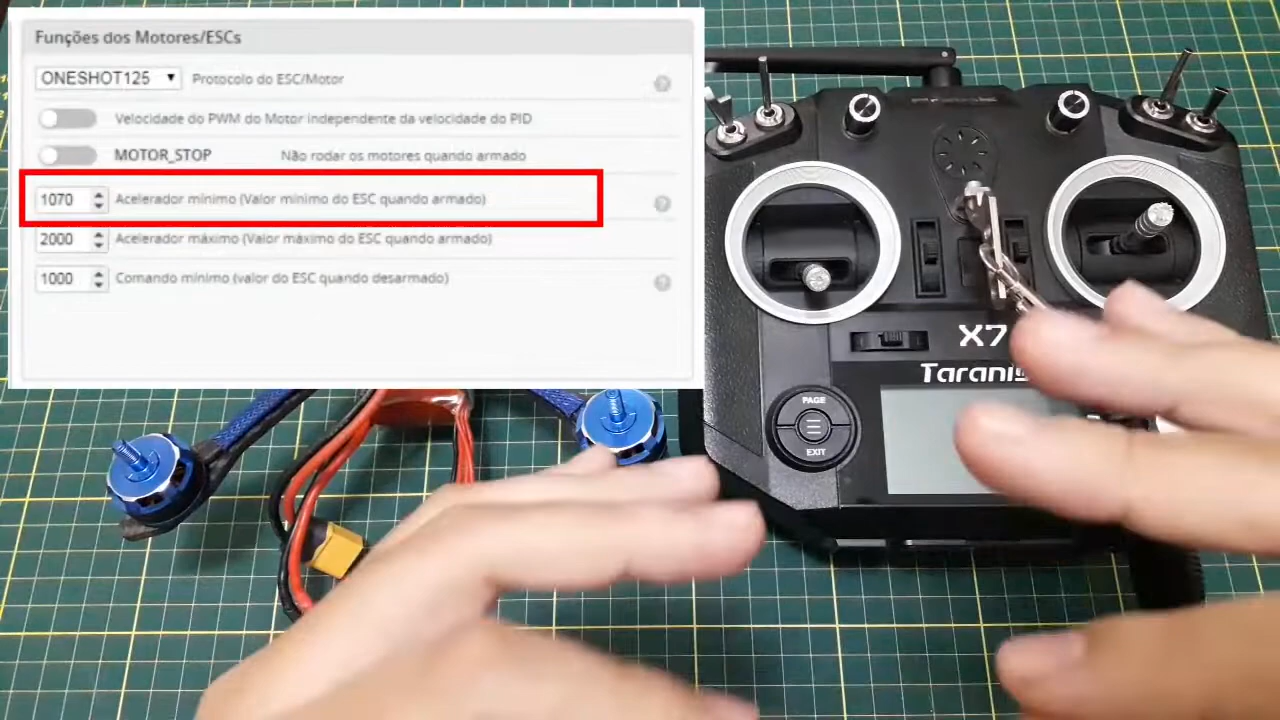 Funções dos Motores/ESCs
ONESHOT125 Protocolo do ESC/Motor
Velocidade do PWM do Motor independente da velocidade do PID
MOTOR_STOP Não rodar os motores quando armado
1070 Acelerador mínimo (Valor mínimo do ESC quando armado)
2000 Acelerador máximo (Valor máximo do ESC quando armado)
1000 Comando mínimo (valor do ESC quando desarmado)
X7
Taranis
PAGE
EXIT